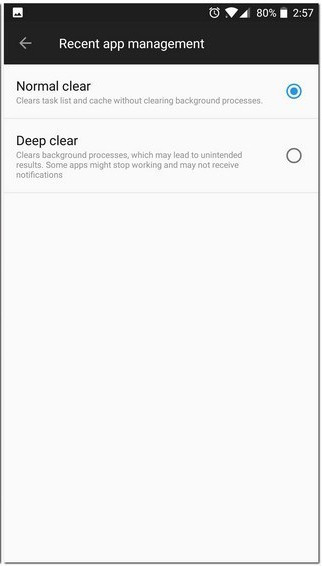 80% 2:57
Recent app management
Normal clear
Clears task list and cache without clearing background processes.
Deep clear
Clears background processes, which may lead to unintended
results. Some apps might stop working and may not receive
notifications